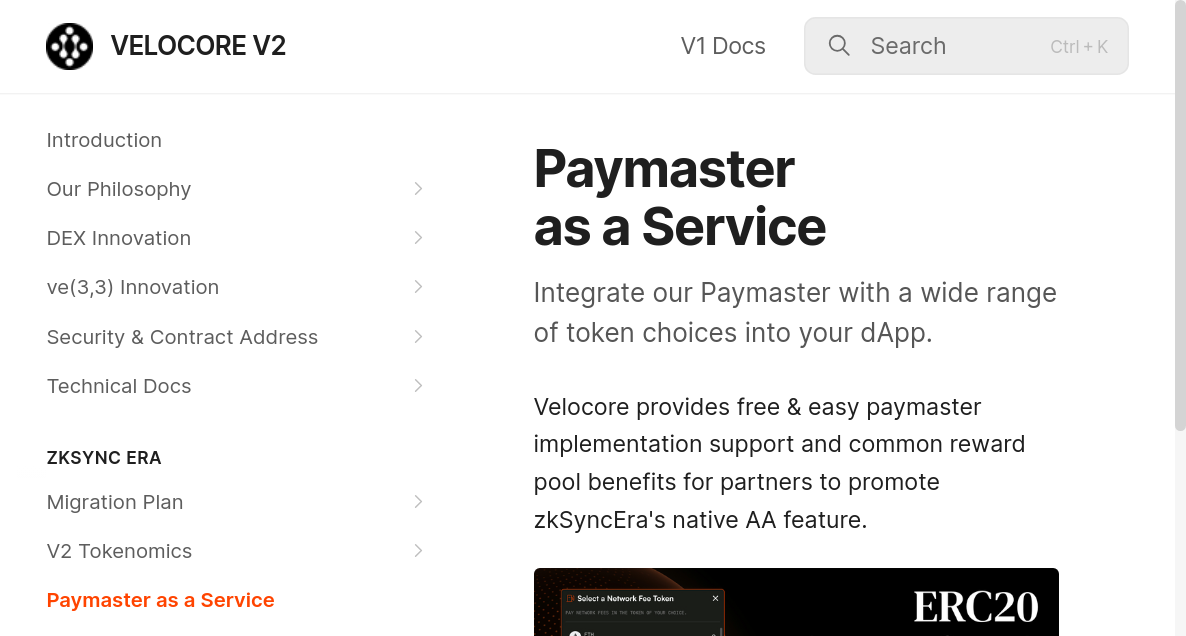 VELOCORE V2
V1 Docs
Search
Ctrl + K
Introduction
Our Philosophy
DEX Innovation
ve(3,3) Innovation
Security & Contract Address
Technical Docs
ZKSYNC ERA
Migration Plan
V2 Tokenomics
Paymaster as a Service
Paymaster
as a Service
Integrate our Paymaster with a wide range
of token choices into your dApp.
Velocore provides free & easy paymaster
implementation support and common reward
pool benefits for partners to promote
zkSyncEra's native AA feature.
Select a Network Fee Token
PAY NETWORK FEES IN THE TOKEN OF YOUR CHOICE.
ETH
ERC20